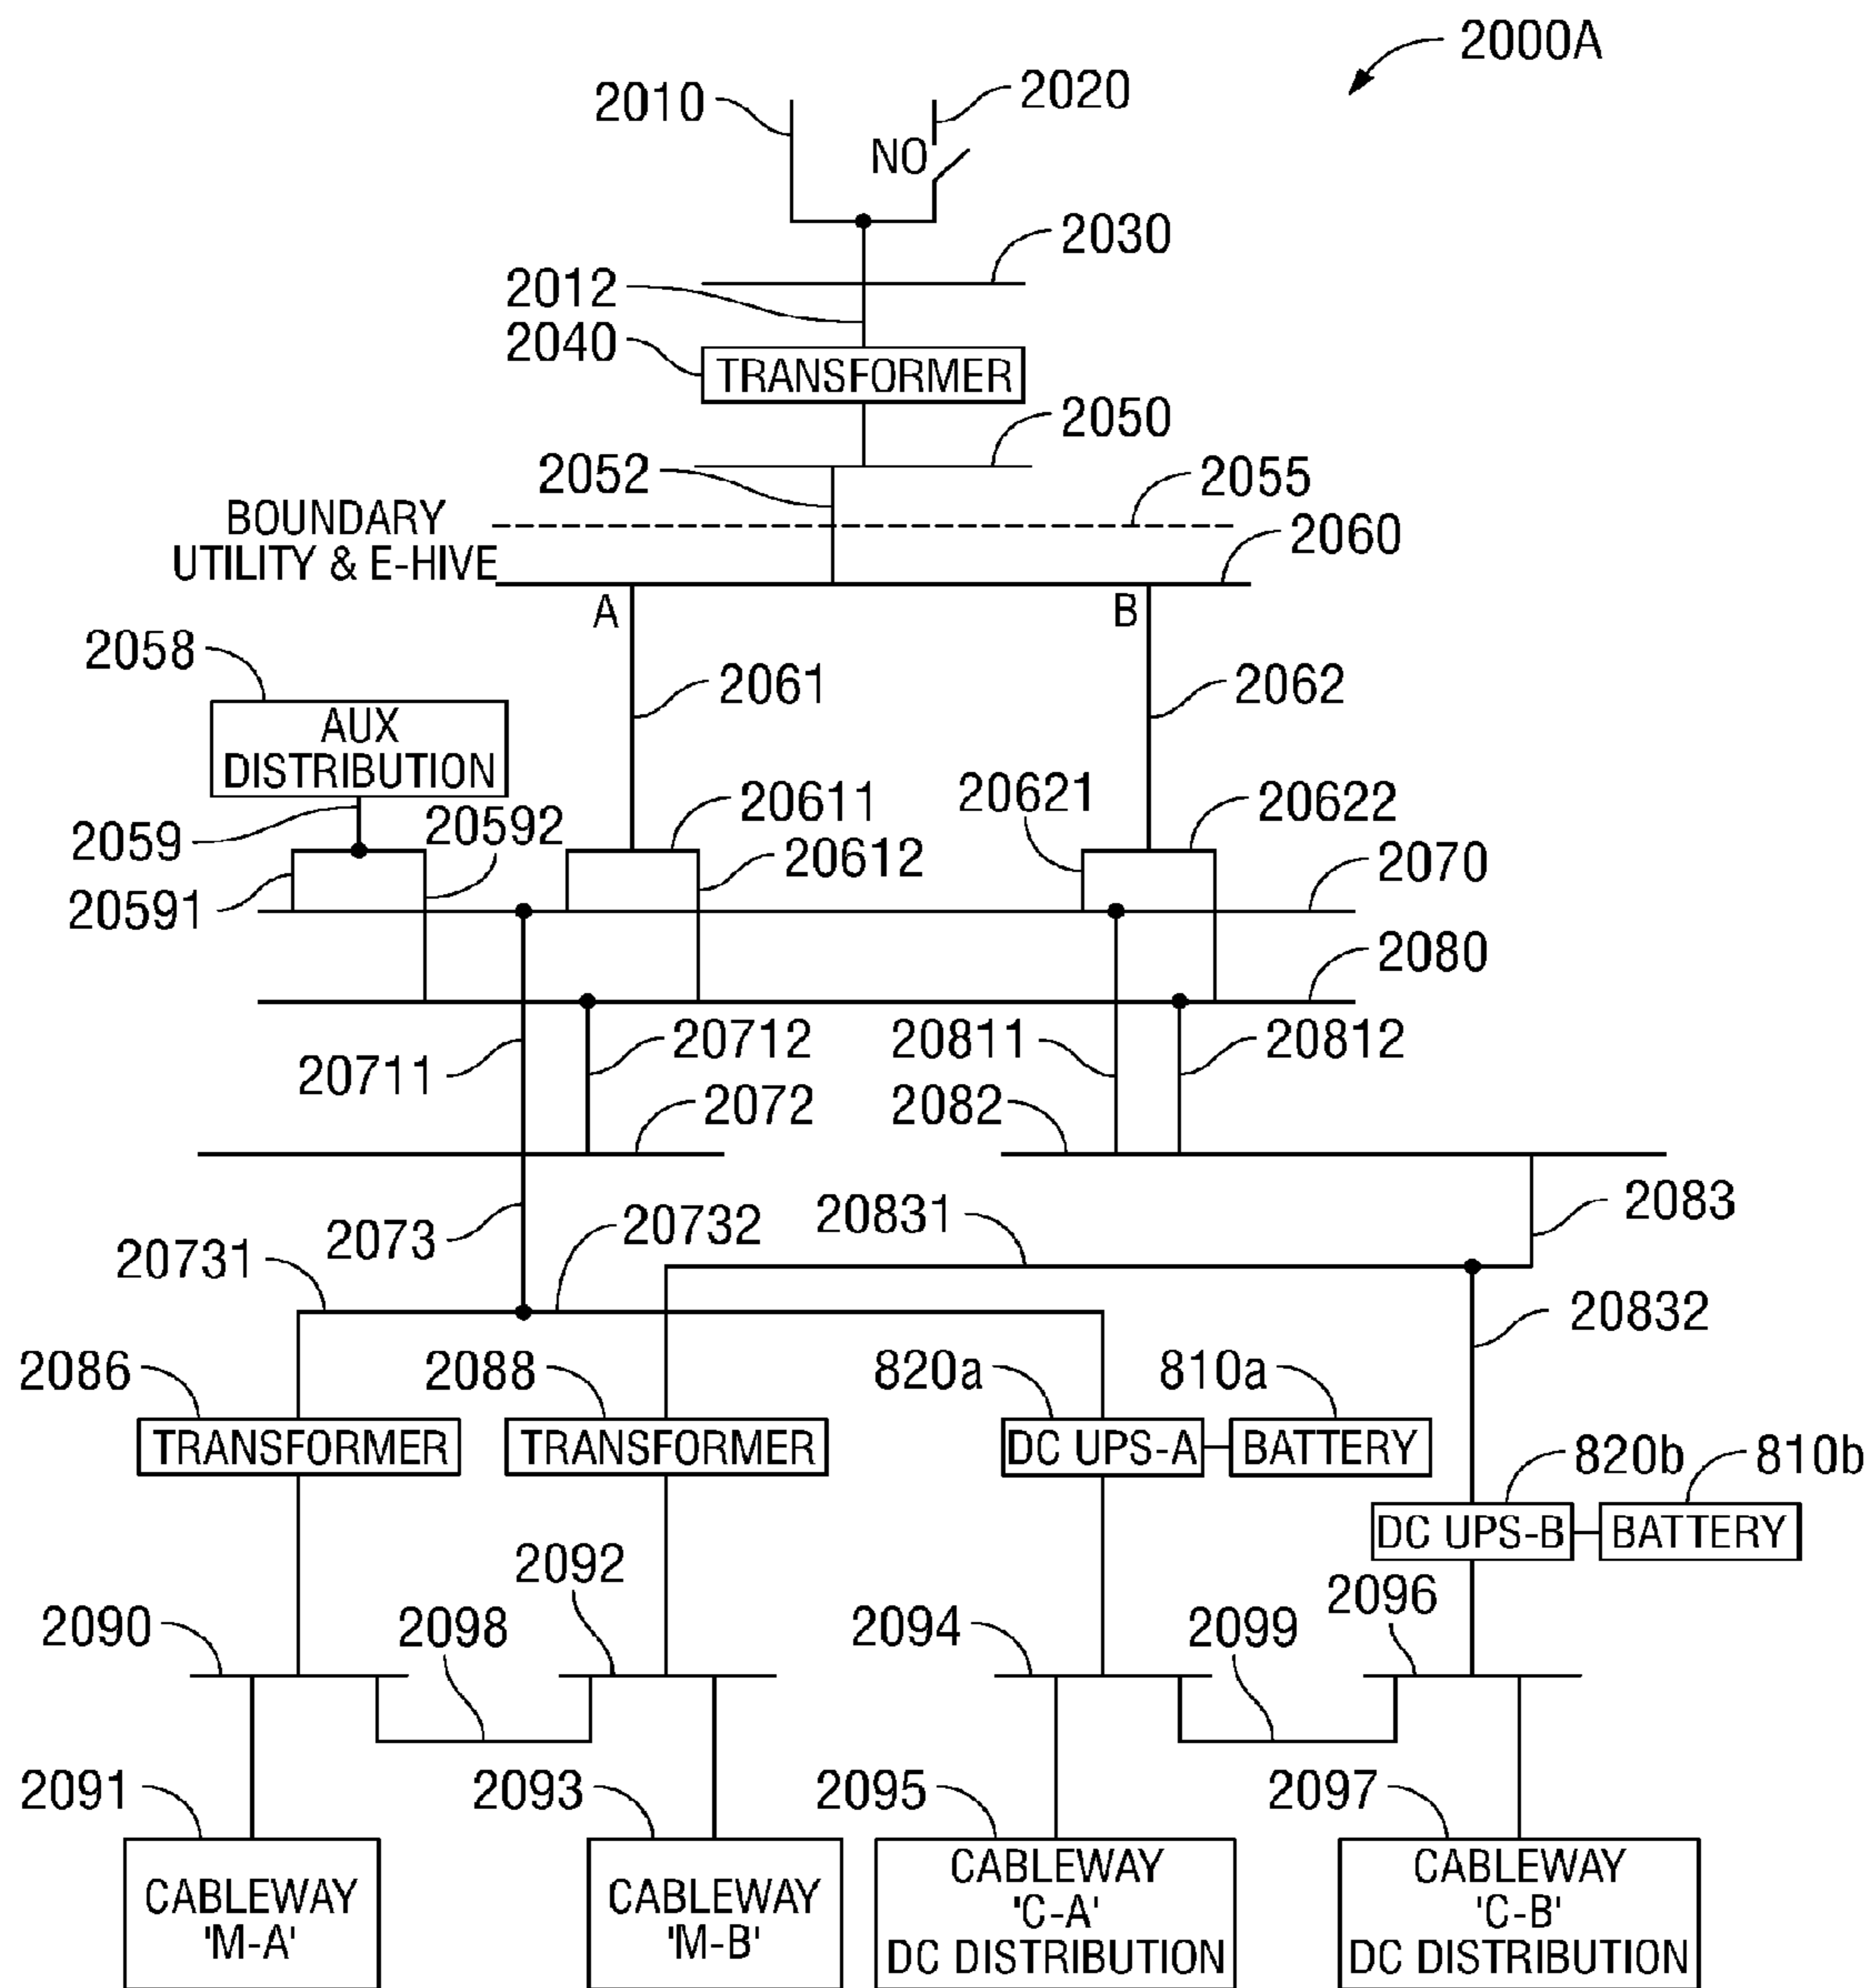 2000A
2010
2020
NO
2030
2012
2040
TRANSFORMER
2050
2052
2055
BOUNDARY
UTILITY & E-HIVE
2060
A
B
2058
2061
2062
AUX
DISTRIBUTION
20611
20621
20622
2059
20592
20612
2070
20591
2080
20711
20712
20811
20812
2072
2082
2083
20731
2073
20732
20831
20832
2086
2088
820a
810a
TRANSFORMER
TRANSFORMER
DC UPS-A
BATTERY
820b
810b
DC UPS-B
BATTERY
2090
2098
2092
2094
2099
2096
2091
2093
2095
2097
CABLEWAY
'M-A'
CABLEWAY
'M-B'
CABLEWAY
'C-A'
DC DISTRIBUTION
CABLEWAY
'C-B'
DC DISTRIBUTION